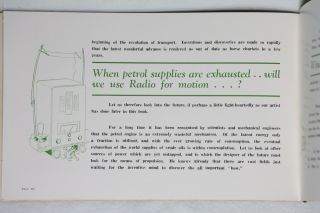 beginning of the revolution of transport. Inventions and discoveries are made so rapidly
that the latest wonderful advance is rendered as out of date as horse chariots in a few
years.
When petrol supplies are exhausted . . will
we use Radio for motion . . . . ?
Let us therefore look into the future, if perhaps a little light-heartedly as our artist
has done later in this book.
For a long time it has been recognised by scientists and mechanical engineers
that the petrol engine is an extremely wasteful mechanism. Of the latent energy only
a fraction is utilised, and with the ever growing rate of consumption, the eventual
exhaustion of the world supplies of crude oils is within contemplation. Let us look at other
sources of power which are yet untapped, and to which the designer of the future must
look for the means of propulsion. He knows already that there are vast fields just
waiting for the inventive mind to discover the all important "how."